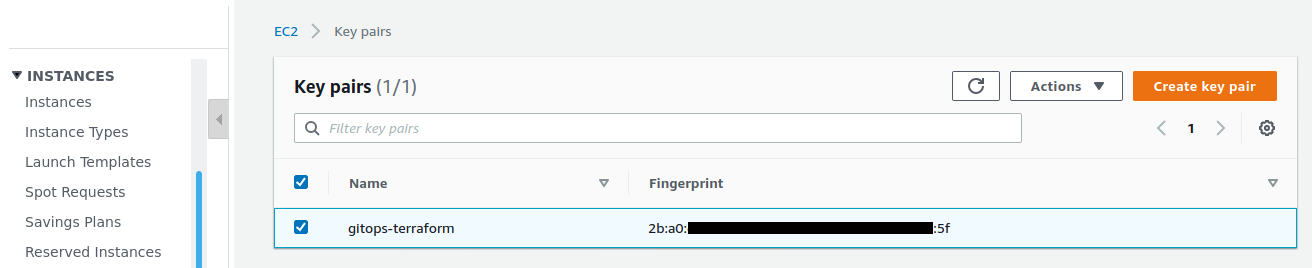 EC2 > Key pairs
INSTANCES
Instances
Instance Types
Launch Templates
Spot Requests
Savings Plans
Reserved Instances
Key pairs (1/1)
Actions
Create key pair
Filter key pairs
1
Name
Fingerprint
gitops-terraform
2b:a0:
:5f